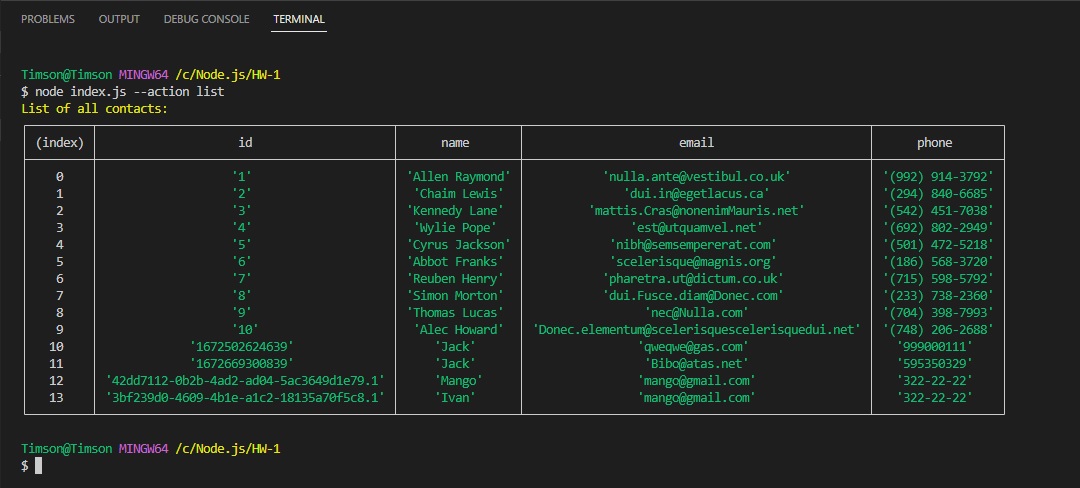 PROBLEMS OUTPUT DEBUG CONSOLE TERMINAL
Timson@Timson MINGW64 /c/Node.js/HW-1
$ node index.js --action list
List of all contacts:
(index) id name email phone
0 '1' 'Allen Raymond' 'nulla.ante@vestibul.co.uk' '(992) 914-3792'
1 '2' 'Chaim Lewis' 'dui.in@egetlacus.ca' '(294) 840-6685'
2 '3' 'Kennedy Lane' 'mattis.Cras@nonenimMauris.net' '(542) 451-7038'
3 '4' 'Wylie Pope' 'est@utquamvel.net' '(692) 802-2949'
4 '5' 'Cyrus Jackson' 'nibh@semsempererat.com' '(501) 472-5218'
5 '6' 'Abbot Franks' 'scelerisque@magnis.org' '(186) 568-3720'
6 '7' 'Reuben Henry' 'pharetra.ut@dictum.co.uk' '(715) 598-5792'
7 '8' 'Simon Morton' 'dui.Fusce.diam@Donec.com' '(233) 738-2360'
8 '9' 'Thomas Lucas' 'nec@Nulla.com' '(704) 398-7993'
9 '10' 'Alec Howard' 'Donec.elementum@scelerisquescelerisquedui.net' '(748) 206-2688'
10 '1672502624639' 'Jack' 'qweqwe@gas.com' '999000111'
11 '1672669300839' 'Jack' 'Bibo@atas.net' '595350329'
12 '42dd7112-0b2b-4ad2-ad04-5ac3649d1e79.1' 'Mango' 'mango@gmail.com' '322-22-22'
13 '3bf239d0-4609-4b1e-a1c2-18135a70f5c8.1' 'Ivan' 'mango@gmail.com' '322-22-22'
Timson@Timson MINGW64 /c/Node.js/HW-1
$